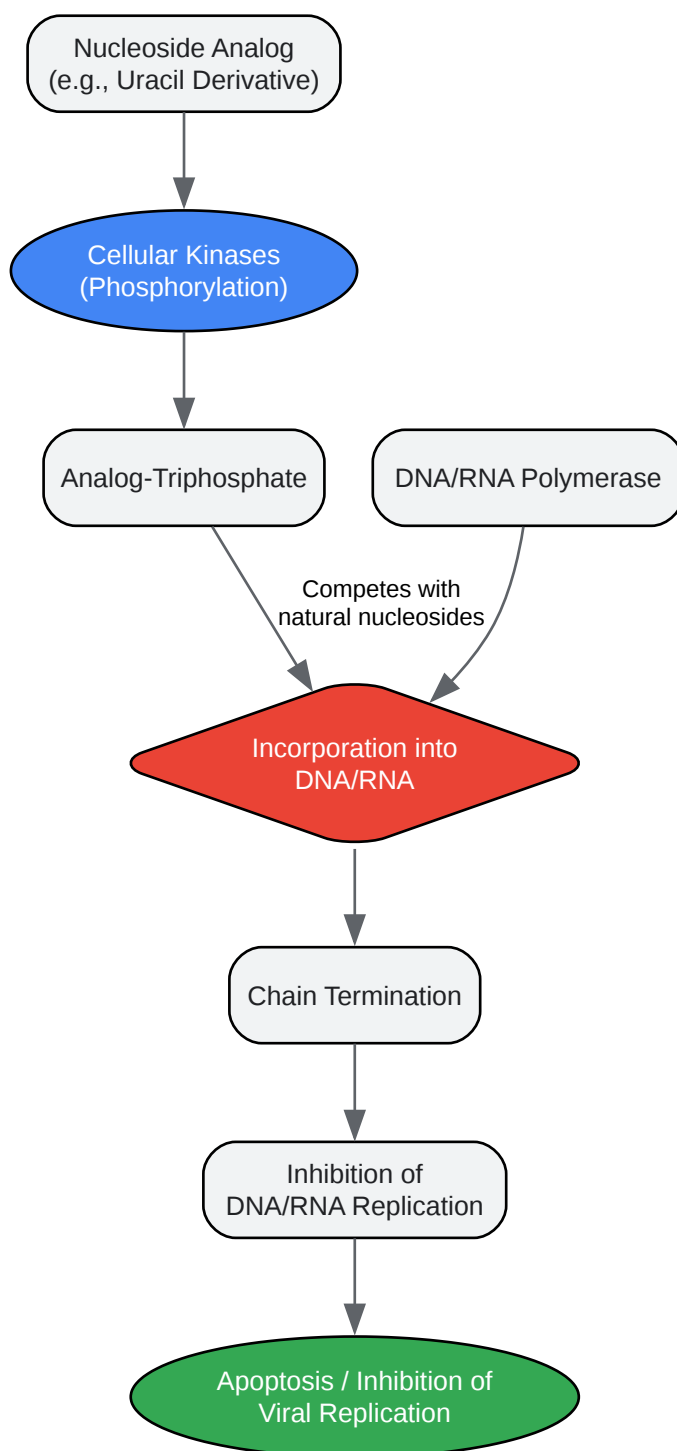 Nucleoside Analog
(e.g., Uracil Derivative)
Cellular Kinases
(Phosphorylation)
Analog-Triphosphate
DNA/RNA Polymerase
Competes with
natural nucleosides
Incorporation into
DNA/RNA
Chain Termination
Inhibition of
DNA/RNA Replication
Apoptosis / Inhibition of
Viral Replication